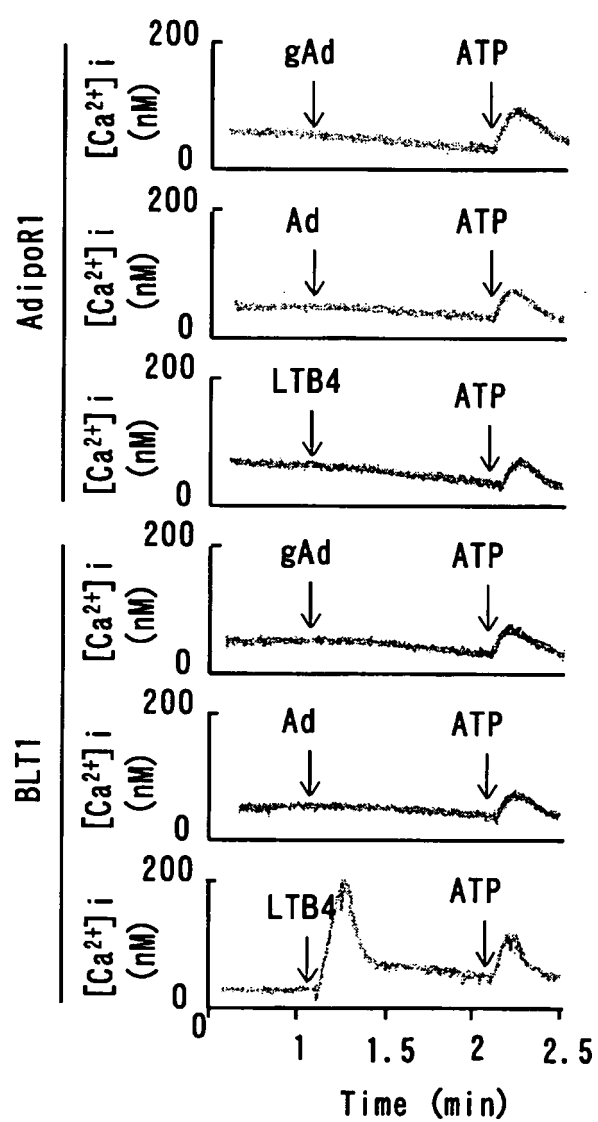 AdipoR1
[Ca2+]i
(nM)
200
0
gAd
ATP
[Ca2+]i
(nM)
200
0
Ad
ATP
[Ca2+]i
(nM)
200
0
LTB4
ATP
BLT1
[Ca2+]i
(nM)
200
0
gAd
ATP
[Ca2+]i
(nM)
200
0
Ad
ATP
[Ca2+]i
(nM)
200
0
LTB4
ATP
0 1 1.5 2 2.5
Time (min)